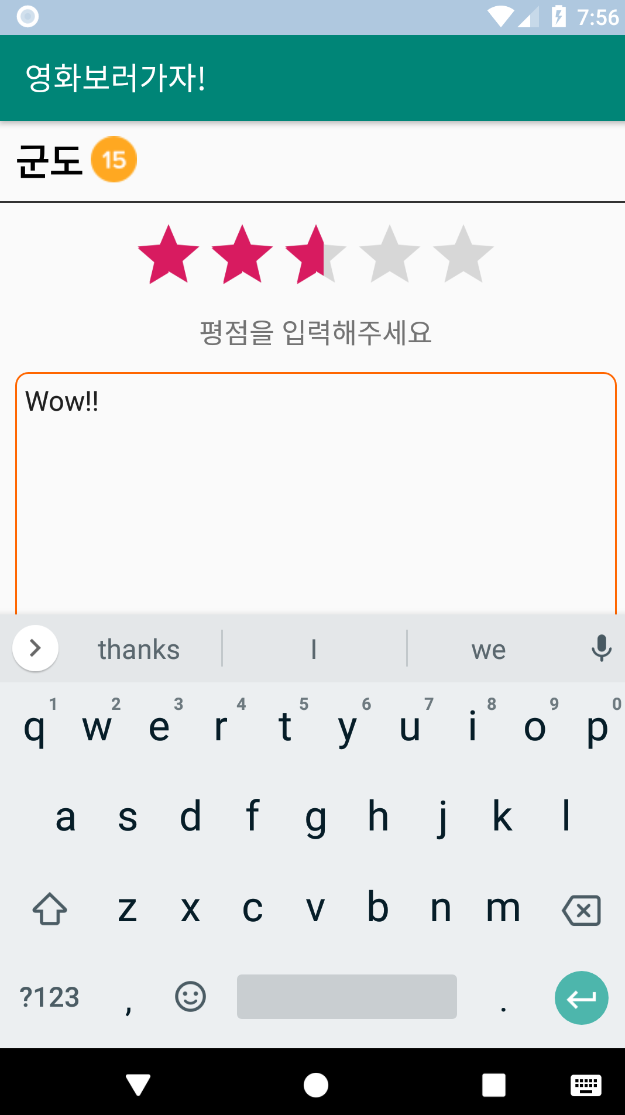 7:56
영화보러가자!
군도 15
평점을 입력해주세요
Wow!!
thanks I we
1 2 3 4 5 6 7 8 9 0
q w e r t y u i o p
a s d f g h j k l
z x c v b n m
?123 , .